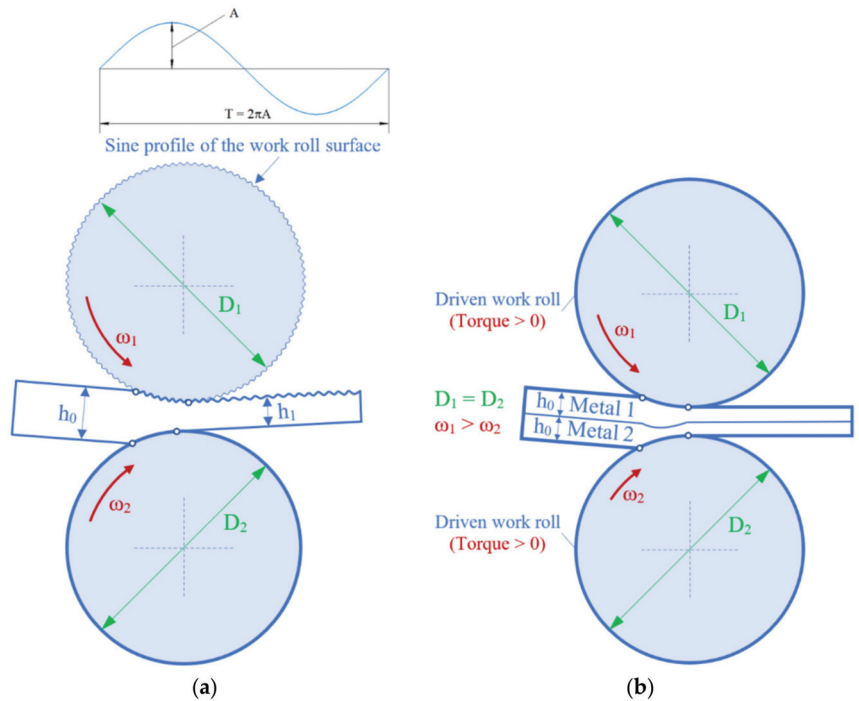 A
T = 2πA
Sine profile of the work roll surface
D₁
ω₁
h₀
h₁
ω₂
D₂
(a)
Driven work roll
(Torque > 0)
D₁
ω₁
D₁ = D₂
ω₁ > ω₂
h₀ Metal 1
h₀ Metal 2
ω₂
D₂
Driven work roll
(Torque > 0)
(b)